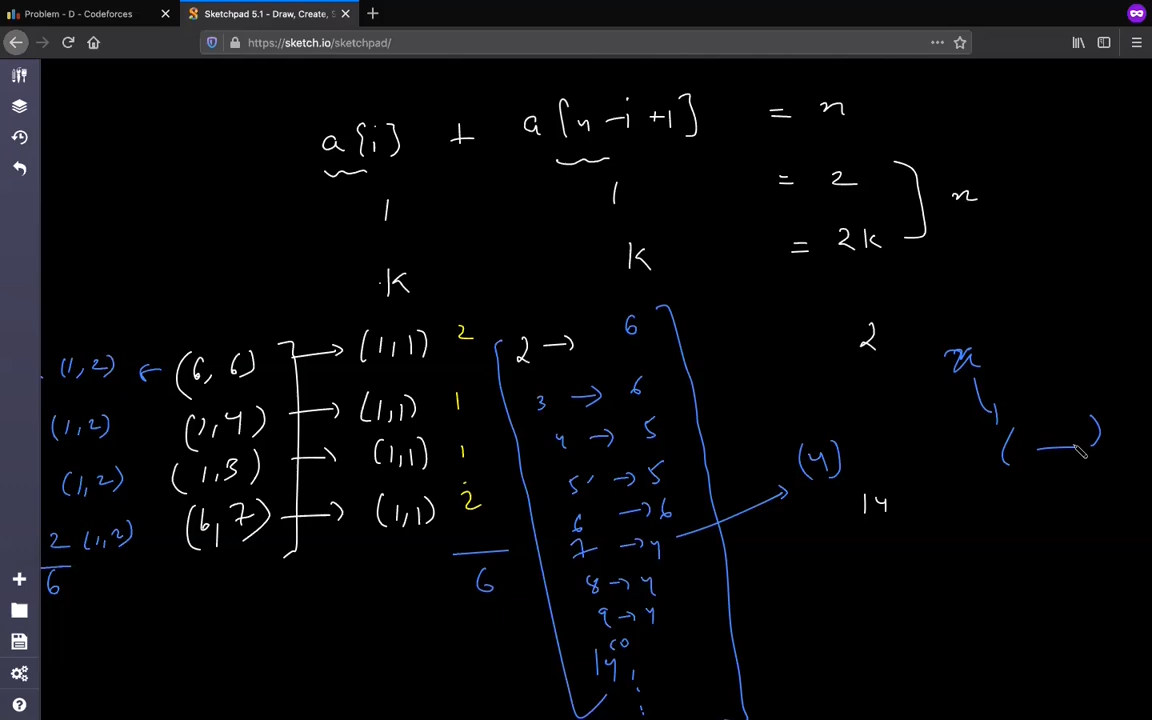 Problem - D - Codeforces
Sketchpad 5.1 - Draw, Create, S
https://sketch.io/sketchpad/
a[i] + a[n-i+1] = x
1 1 = 2
k k = 2k
x
(1,2) ← (6,6) → (1,1) 2
(1,2) (1,4) → (1,1) 1
(1,2) (1,3) → (1,1) 1
2 (1,2) (6,7) → (1,1) 2
6
6
2 → 6
3 → 6
4 → 5
5 → 5
6 → 6
7 → 4 → (4)
8 → 4
9 → 4
14
2
14
x
( — )